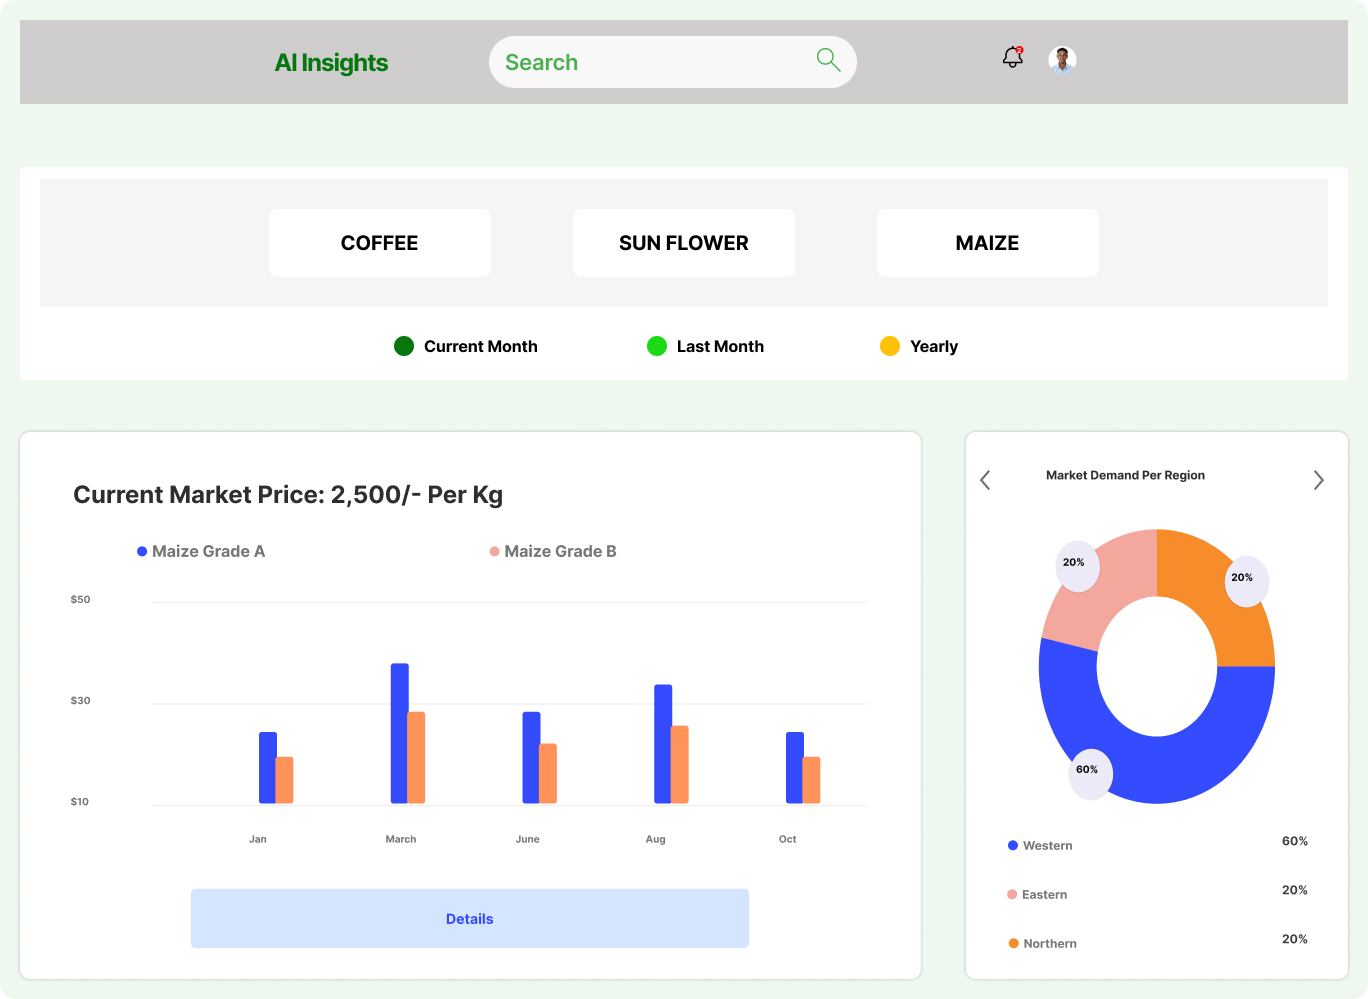 AI Insights
Search
2
COFFEE
SUN FLOWER
MAIZE
Current Month
Last Month
Yearly
Current Market Price: 2,500/- Per Kg
Maize Grade A
Maize Grade B
$50
$30
$10
Jan
March
June
Aug
Oct
Details
Market Demand Per Region
20%
20%
60%
Western
60%
Eastern
20%
Northern
20%